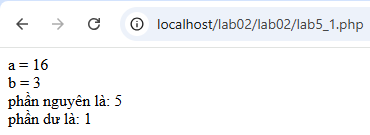 localhost/lab02/lab02/lab5_1.php
a = 16
b = 3
phần nguyên là: 5
phần dư là: 1